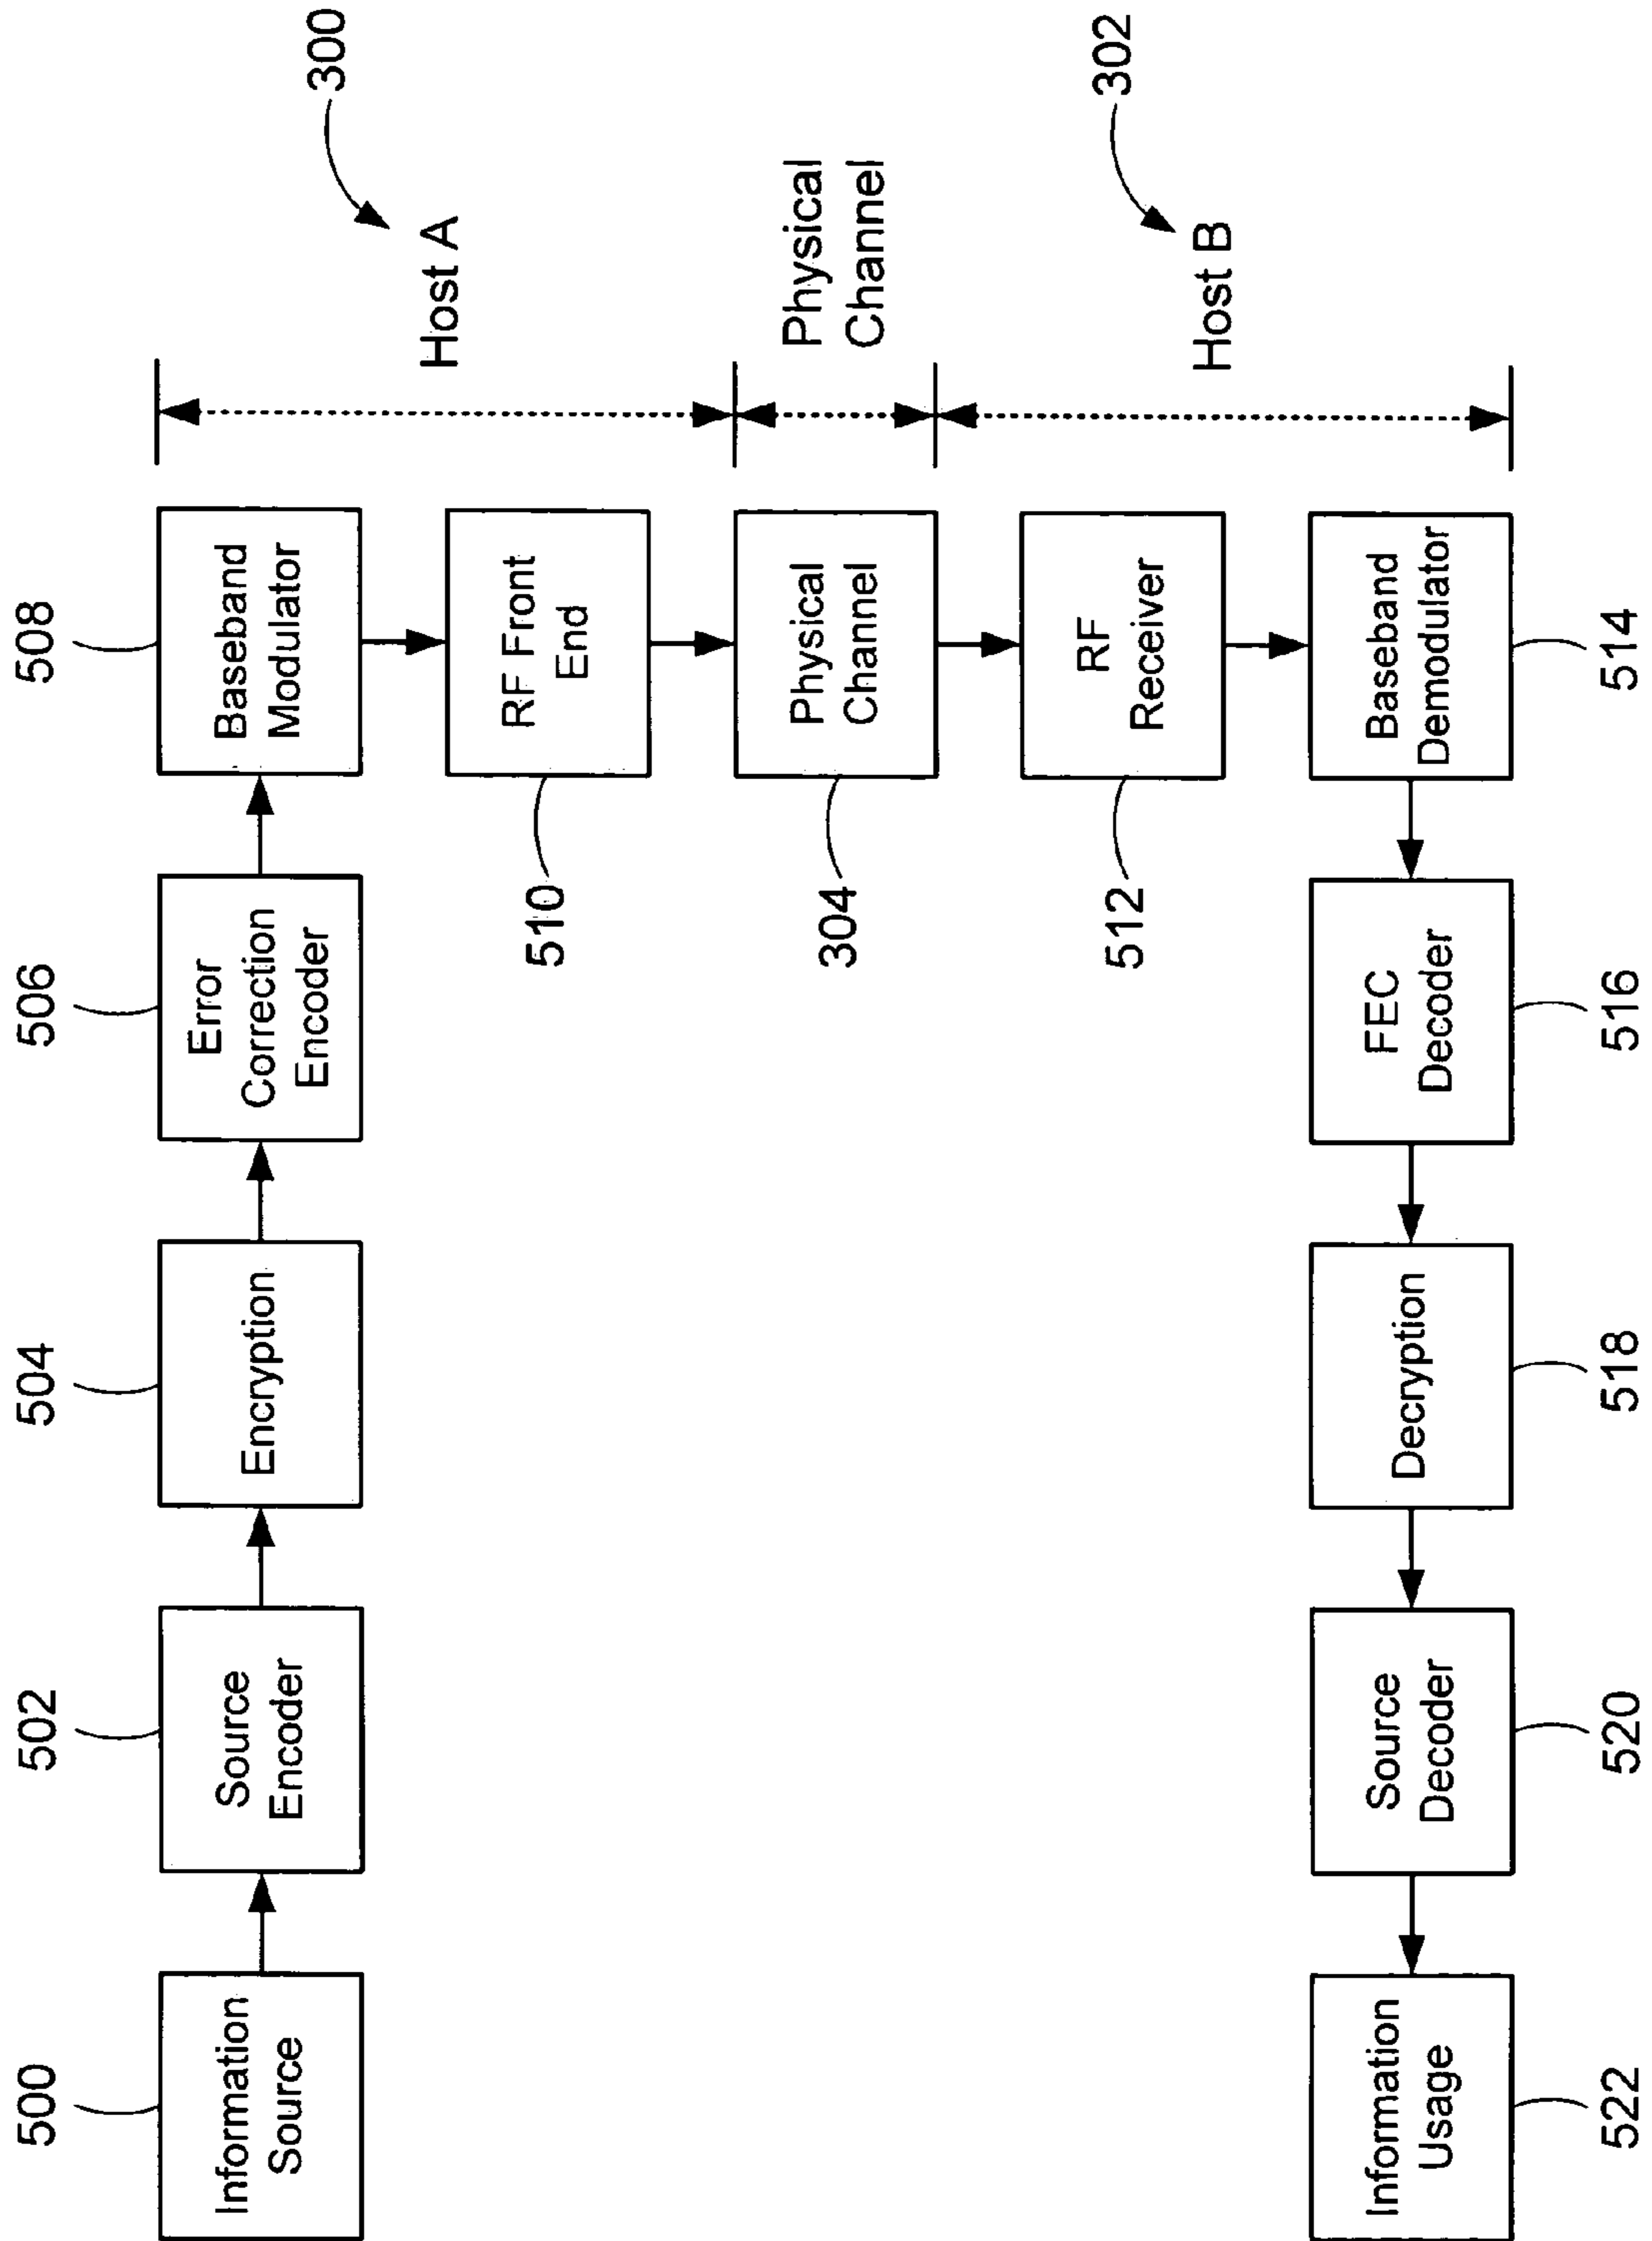 500
502
504
506
508
Information
Source
Source
Encoder
Encryption
Error
Correction
Encoder
Baseband
Modulator
300
Host A
510
RF Front
End
304
Physical
Channel
Physical
Channel
512
RF
Receiver
302
Host B
Information
Usage
Source
Decoder
Decryption
FEC
Decoder
Baseband
Demodulator
522
520
518
516
514